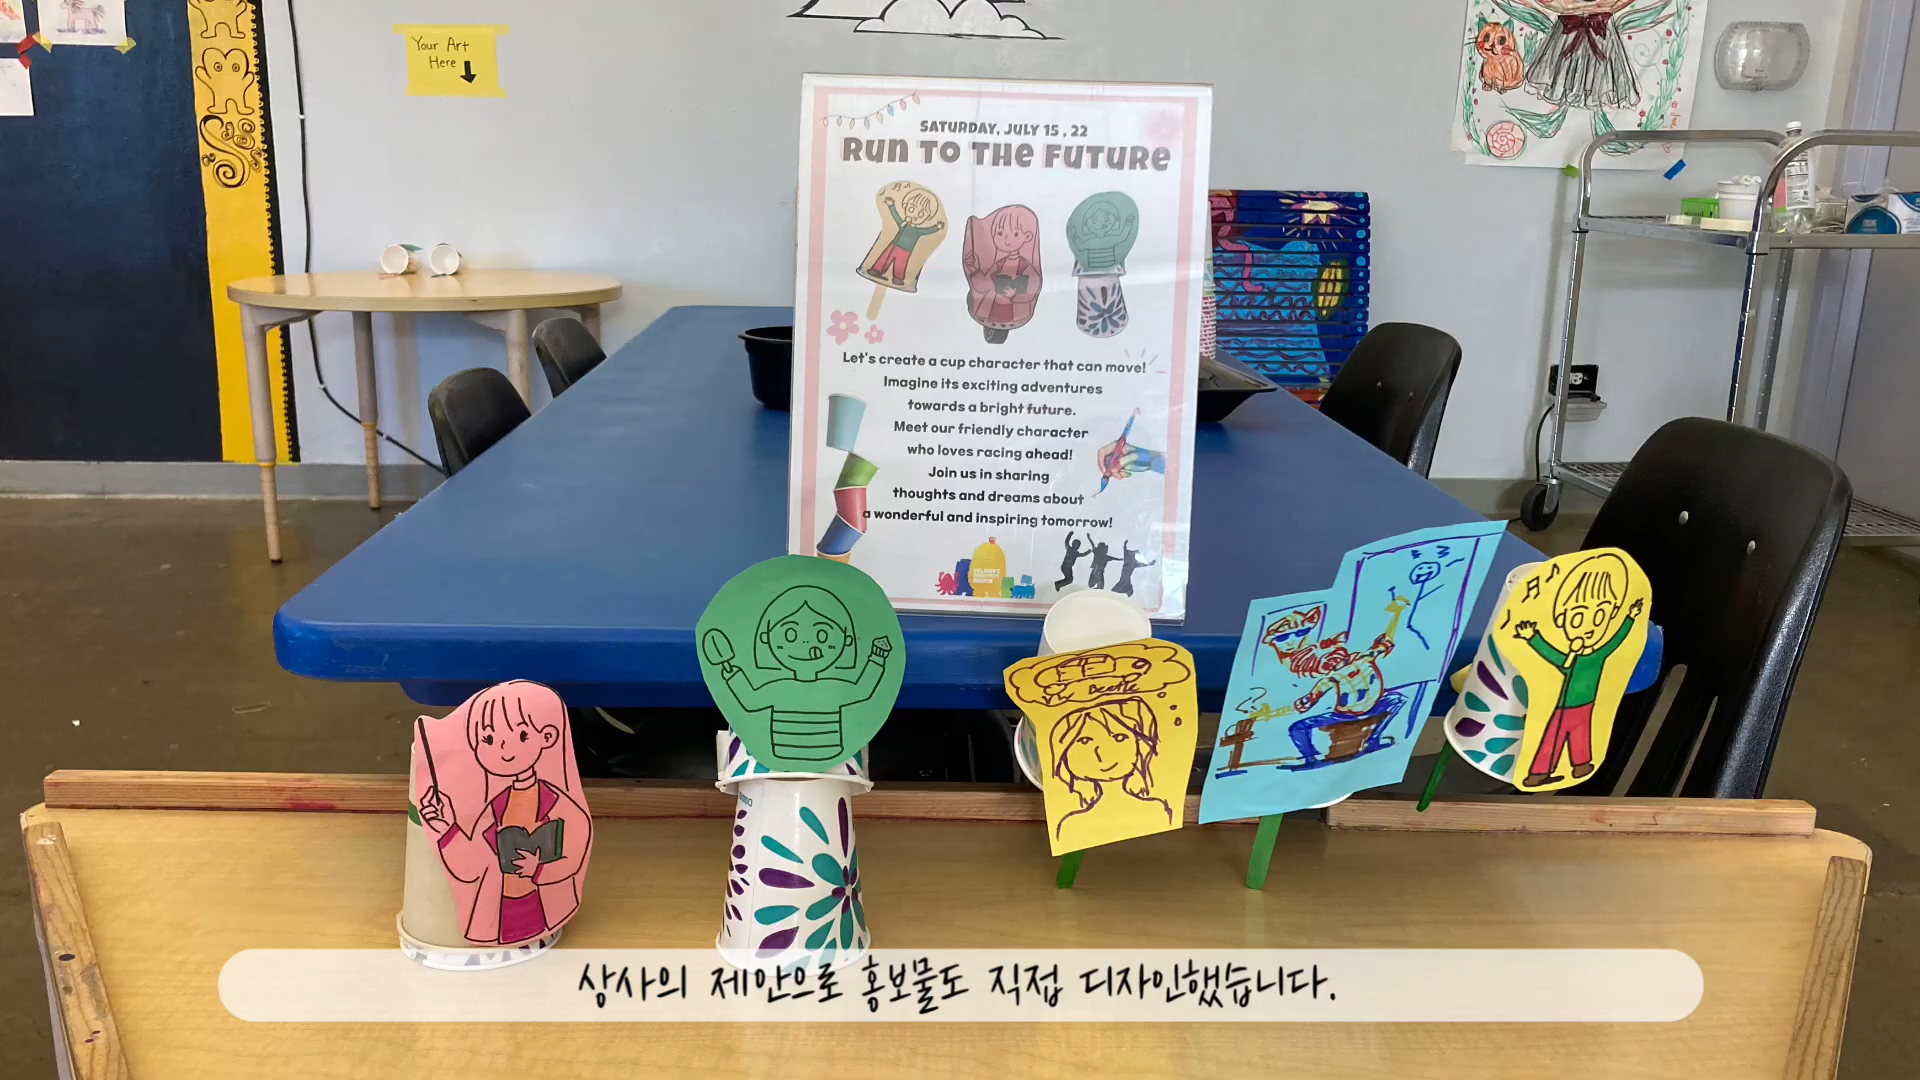 Your Art
Here
SATURDAY, JULY 15 , 22
RUN TO THE FUTURE
Let's create a cup character that can move!
Imagine its exciting adventures
towards a bright future.
Meet our friendly character
who loves racing ahead!
Join us in sharing
thoughts and dreams about
a wonderful and inspiring tomorrow!
CHILDREN'S
CREATIVITY
MUSEUM
상사의 제안으로 홍보물도 직접 디자인했습니다.